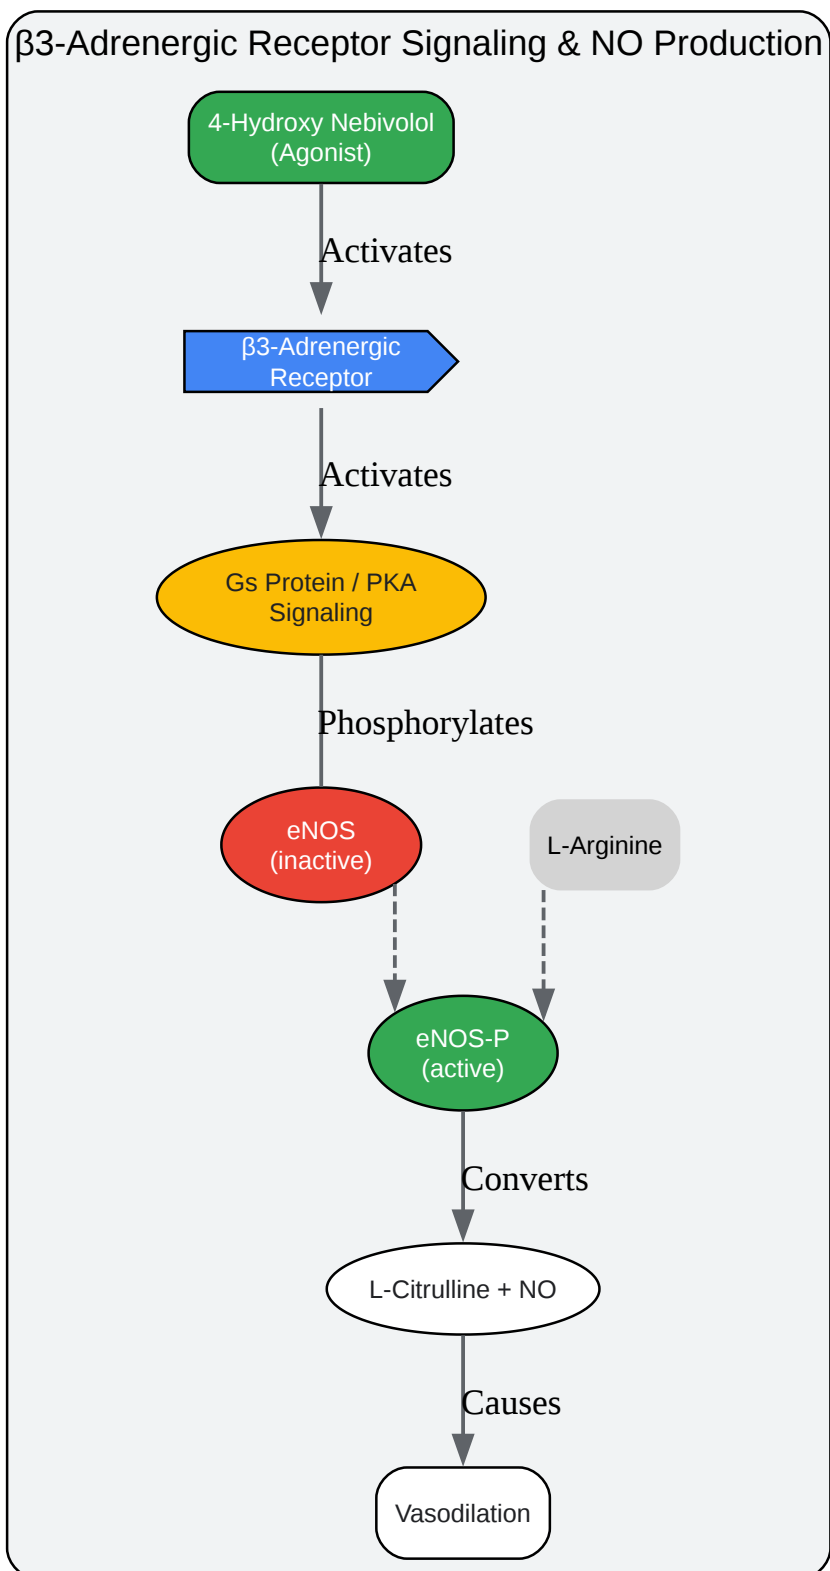 β3-Adrenergic Receptor Signaling & NO Production
4-Hydroxy Nebivolol
(Agonist)
Activates
β3-Adrenergic
Receptor
Activates
Gs Protein / PKA
Signaling
Phosphorylates
eNOS
(inactive)
L-Arginine
eNOS-P
(active)
Converts
L-Citrulline + NO
Causes
Vasodilation